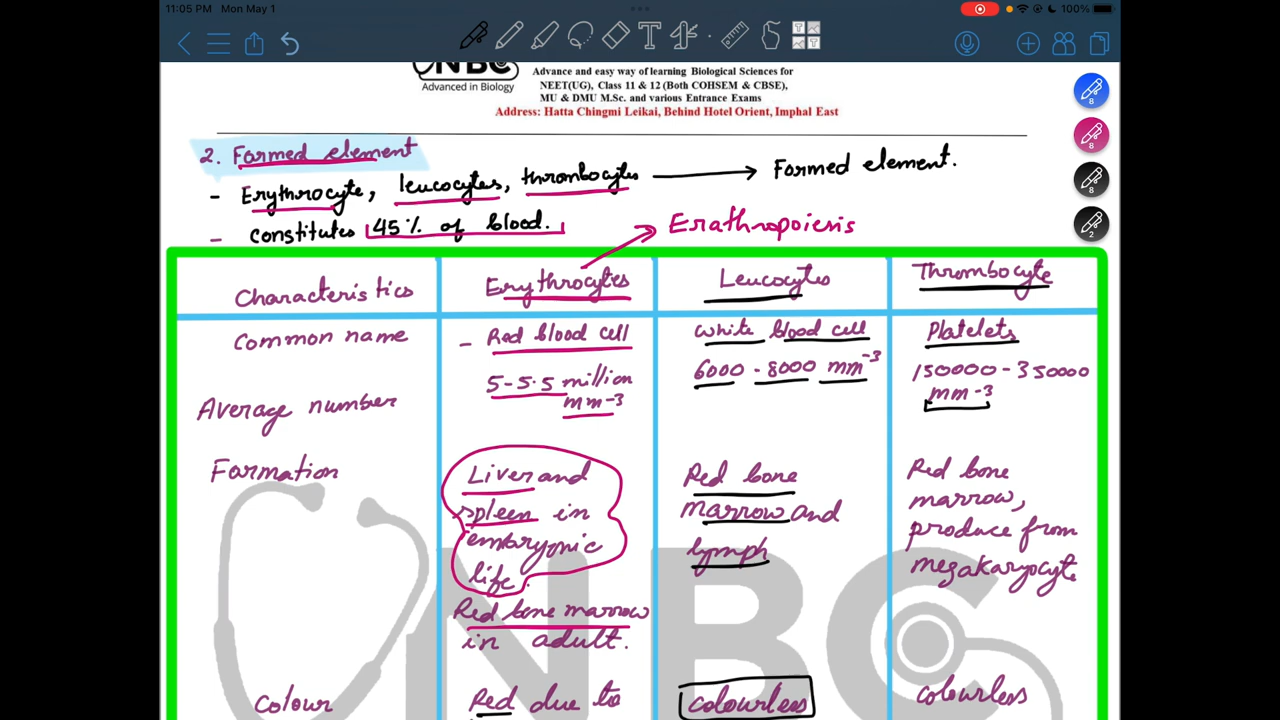 11:05 PM Mon May 1
100%
NBC
Advanced in Biology
Advance and easy way of learning Biological Sciences for
NEET(UG), Class 11 & 12 (Both COHSEM & CBSE),
MU & DMU M.Sc. and various Entrance Exams
Address: Hatta Chingmi Leikai, Behind Hotel Orient, Imphal East
8
8
8
2
2. Formed element
- Erythrocyte, leucocytes, thrombocytes → Formed element.
- constitutes 45% of blood.
Erathropoiesis
Characteristics Erythrocytes Leucocytes Thrombocyte
Common name - Red blood cell White blood cell Platelets
Average number 5-5.5 million mm-3 6000 - 8000 mm-3 150000 - 350000 mm-3
Formation
Liver and
spleen in
embryonic
life.
Red bone marrow
in adult.
Red bone
marrow and
lymph
Red bone
marrow,
produce from
megakaryocyte
Colour Red due to colourless colourless
NBC